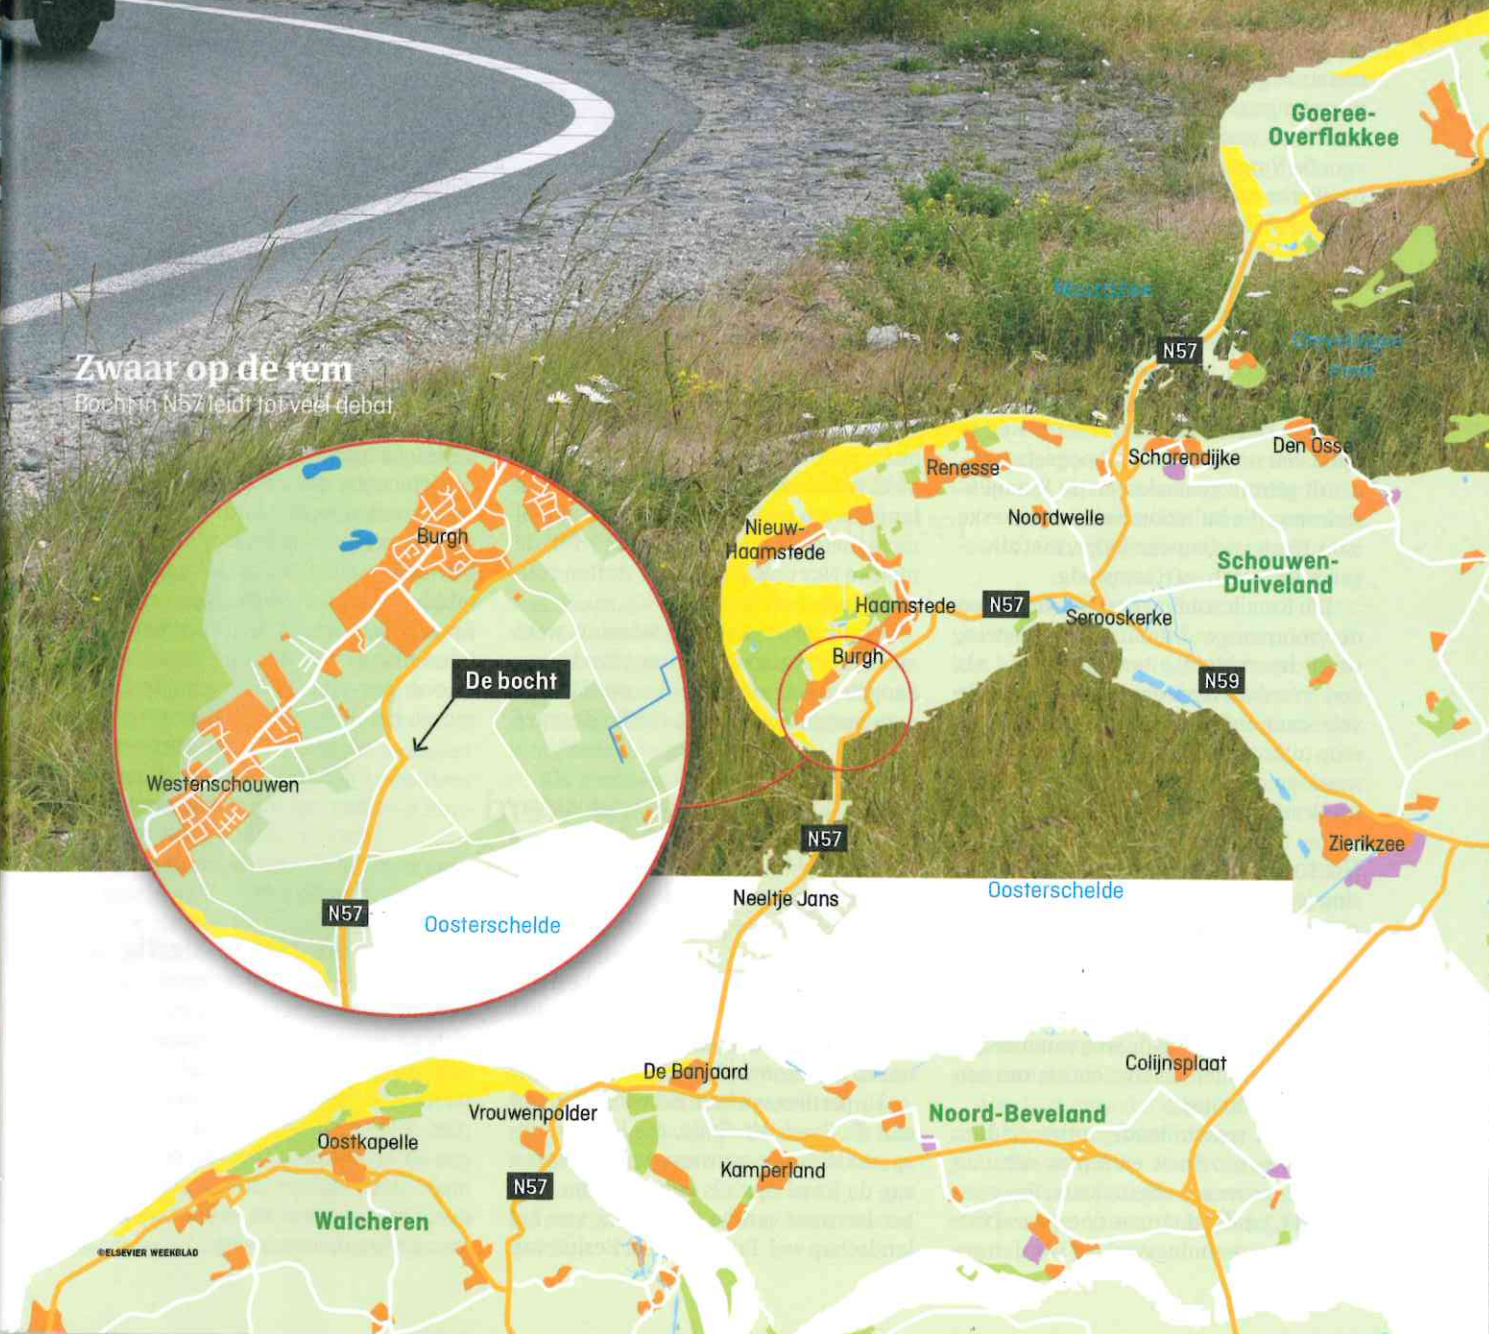 Zwaar op de rem
Bocht in N57 leidt tot veel debat
Burgh
De bocht
Westenschouwen
N57
Oosterschelde
Goeree-
Overflakkee
Noordzee
Grevelingen
N57
Scharendijke
Den Osse
Renesse
Noordwelle
Nieuw-
Haamstede
Schouwen-
Duiveland
Haamstede
N57
Serooskerke
Burgh
N59
N57
Zierikzee
Neeltje Jans
Oosterschelde
De Banjaard
Colijnsplaat
Vrouwenpolder
Noord-Beveland
Oostkapelle
Kamperland
N57
Walcheren
©ELSEVIER WEEKBLAD